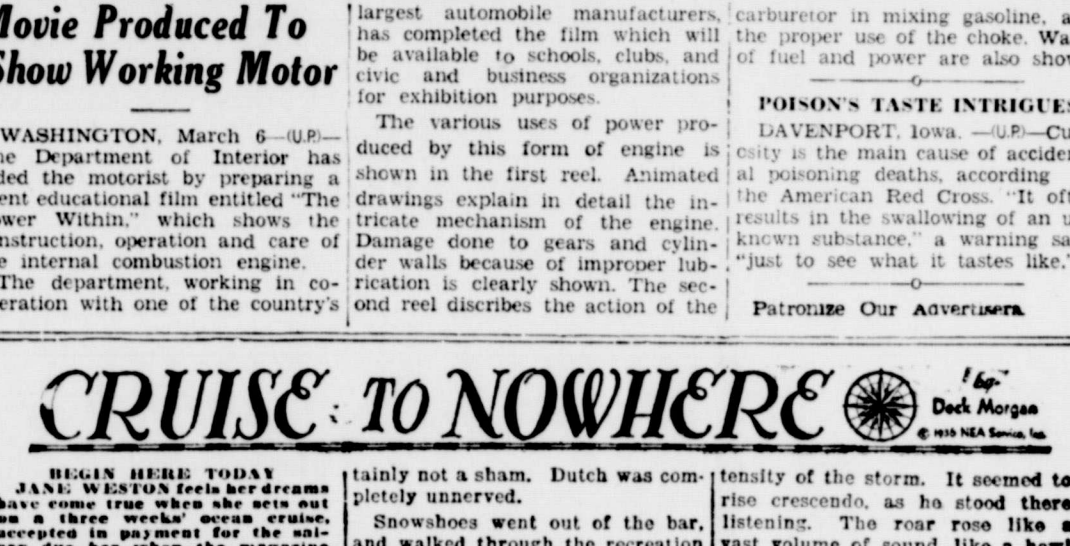 Movie Produced To
Show Working Motor
WASHINGTON, March 6—(U.P.)—
he Department of Interior has
ded the motorist by preparing a
ent educational film entitled "The
ower Within," which shows the
nstruction, operation and care of
e internal combustion engine.
The department, working in co-
eration with one of the country's
largest automobile manufacturers,
has completed the film which will
be available to schools, clubs, and
civic and business organizations
for exhibition purposes.
The various uses of power pro-
duced by this form of engine is
shown in the first reel. Animated
drawings explain in detail the in-
tricate mechanism of the engine.
Damage done to gears and cylin-
der walls because of improper lub-
rication is clearly shown. The sec-
ond reel discribes the action of the
carburetor in mixing gasoline, a
the proper use of the choke. Wa
of fuel and power are also shov
POISON'S TASTE INTRIGUES
DAVENPORT, Iowa. —(U.P.)—Cu
osity is the main cause of acciden
al poisoning deaths, according
the American Red Cross. "It oft
results in the swallowing of an u
known substance," a warning sa
"just to see what it tastes like."
Patronize Our Advertisers
CRUISE TO NOWHERE
by
Deck Morgan
© 1936 NEA Service, Inc.
BEGIN HERE TODAY
JANE WESTON feels her dreams
have come true when she sets out
on a three weeks' ocean cruise,
accepted in payment for the
tainly not a sham. Dutch was com-
pletely unnerved.
Snowshoes went out of the bar,
and walked through the recreation
tensity of the storm. It seemed to
rise crescendo, as he stood there
listening. The roar rose like a
vast volume of sound, like a